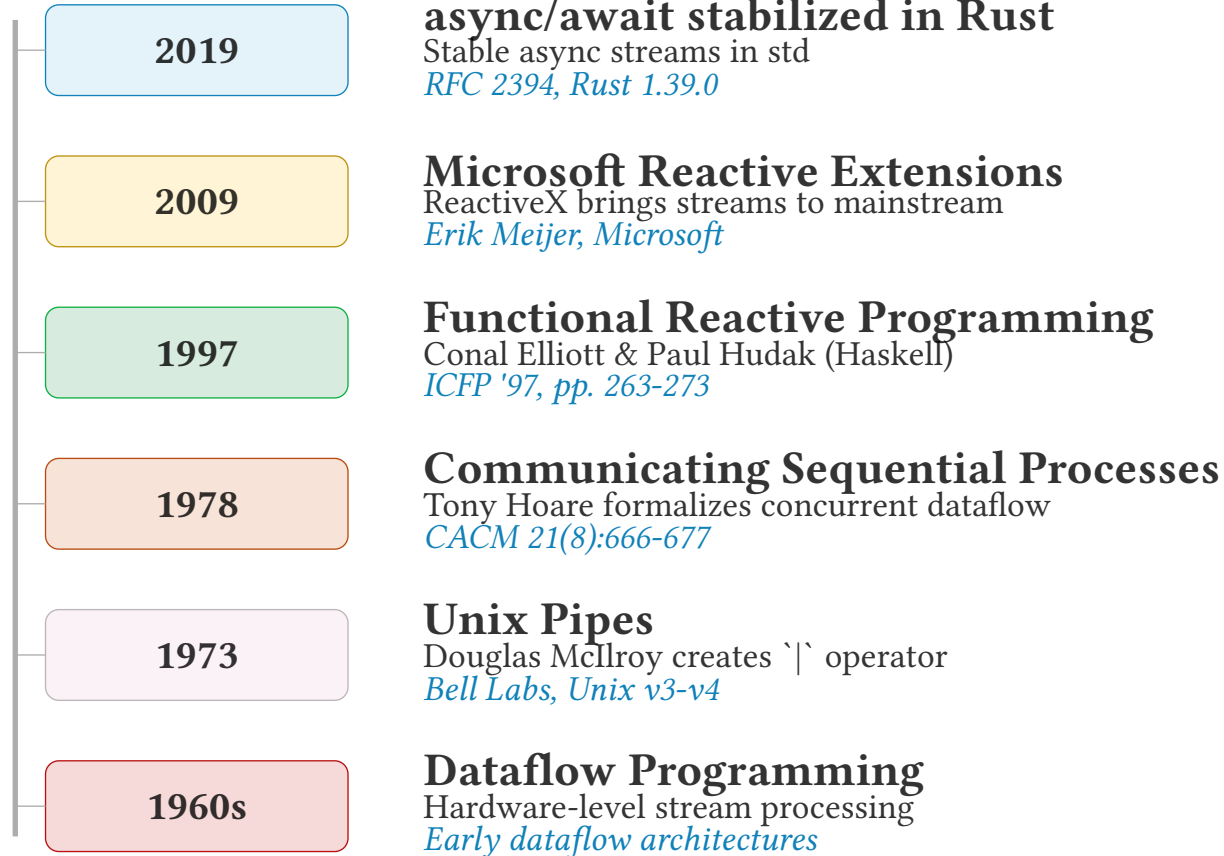 2019
async/await stabilized in Rust
Stable async streams in std
RFC 2394, Rust 1.39.0
2009
Microsoft Reactive Extensions
ReactiveX brings streams to mainstream
Erik Meijer, Microsoft
1997
Functional Reactive Programming
Conal Elliott & Paul Hudak (Haskell)
ICFP '97, pp. 263-273
1978
Communicating Sequential Processes
Tony Hoare formalizes concurrent dataflow
CACM 21(8):666-677
1973
Unix Pipes
Douglas McIlroy creates `|` operator
Bell Labs, Unix v3-v4
1960s
Dataflow Programming
Hardware-level stream processing
Early dataflow architectures